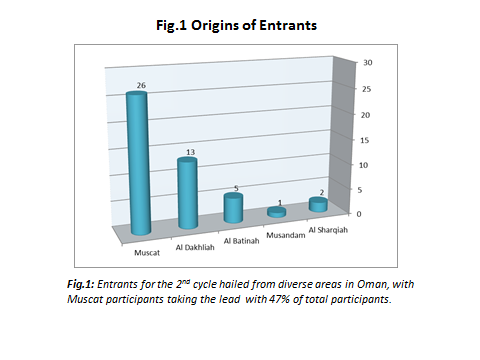 Fig.1 Origins of Entrants
30
25
20
15
10
5
0
26
13
5
1
2
Muscat
Al Dakhliah
Al Batinah
Musandam
Al Sharqiah
Fig.1: Entrants for the 2nd cycle hailed from diverse areas in Oman, with
Muscat participants taking the lead with 47% of total participants.